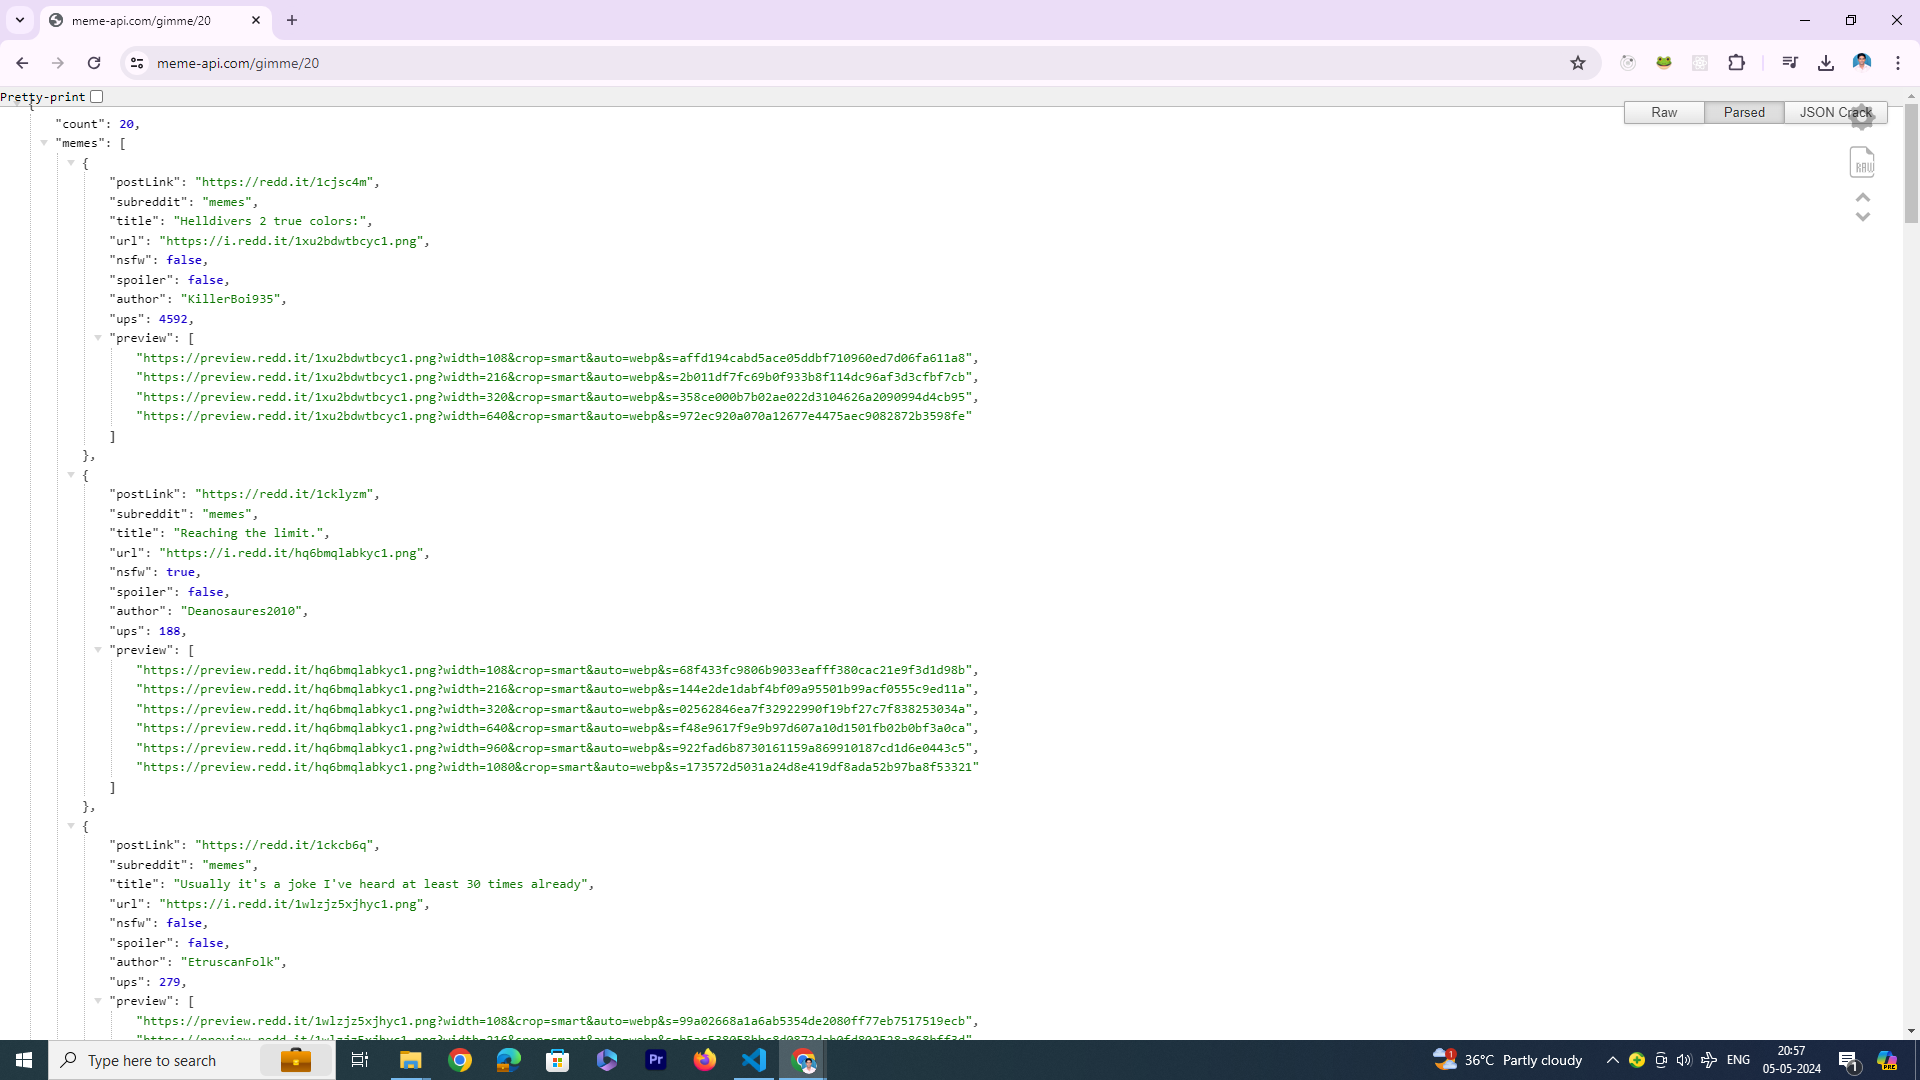 meme-api.com/gimme/20
meme-api.com/gimme/20
Pretty-print
Raw
Parsed
JSON Crack
RAW
{
"count": 20,
"memes": [
{
"postLink": "https://redd.it/1cjsc4m",
"subreddit": "memes",
"title": "Helldivers 2 true colors:",
"url": "https://i.redd.it/1xu2bdwtbcyc1.png",
"nsfw": false,
"spoiler": false,
"author": "KillerBoi935",
"ups": 4592,
"preview": [
"https://preview.redd.it/1xu2bdwtbcyc1.png?width=108&crop=smart&auto=webp&s=affd194cabd5ace05ddbf710960ed7d06fa611a8",
"https://preview.redd.it/1xu2bdwtbcyc1.png?width=216&crop=smart&auto=webp&s=2b011df7fc69b0f933b8f114dc96af3d3cfbf7cb",
"https://preview.redd.it/1xu2bdwtbcyc1.png?width=320&crop=smart&auto=webp&s=358ce000b7b02ae022d3104626a2090994d4cb95",
"https://preview.redd.it/1xu2bdwtbcyc1.png?width=640&crop=smart&auto=webp&s=972ec920a070a12677e4475aec9082872b3598fe"
]
},
{
"postLink": "https://redd.it/1cklyzm",
"subreddit": "memes",
"title": "Reaching the limit.",
"url": "https://i.redd.it/hq6bmqlabkyc1.png",
"nsfw": true,
"spoiler": false,
"author": "Deanosaures2010",
"ups": 188,
"preview": [
"https://preview.redd.it/hq6bmqlabkyc1.png?width=108&crop=smart&auto=webp&s=68f433fc9806b9033eafff380cac21e9f3d1d98b",
"https://preview.redd.it/hq6bmqlabkyc1.png?width=216&crop=smart&auto=webp&s=144e2de1dabf4bf09a95501b99acf0555c9ed11a",
"https://preview.redd.it/hq6bmqlabkyc1.png?width=320&crop=smart&auto=webp&s=02562846ea7f32922990f19bf27c7f838253034a",
"https://preview.redd.it/hq6bmqlabkyc1.png?width=640&crop=smart&auto=webp&s=f48e9617f9e9b97d607a10d1501fb02b0bf3a0ca",
"https://preview.redd.it/hq6bmqlabkyc1.png?width=960&crop=smart&auto=webp&s=922fad6b8730161159a869910187cd1d6e0443c5",
"https://preview.redd.it/hq6bmqlabkyc1.png?width=1080&crop=smart&auto=webp&s=173572d5031a24d8e419df8ada52b97ba8f53321"
]
},
{
"postLink": "https://redd.it/1ckcb6q",
"subreddit": "memes",
"title": "Usually it's a joke I've heard at least 30 times already",
"url": "https://i.redd.it/1wlzjz5xjhyc1.png",
"nsfw": false,
"spoiler": false,
"author": "EtruscanFolk",
"ups": 279,
"preview": [
"https://preview.redd.it/1wlzjz5xjhyc1.png?width=108&crop=smart&auto=webp&s=99a02668a1a6ab5354de2080ff77eb7517519ecb",
Type here to search
Pr
1
36°C Partly cloudy
ENG
20:57
05-05-2024
1
PRE